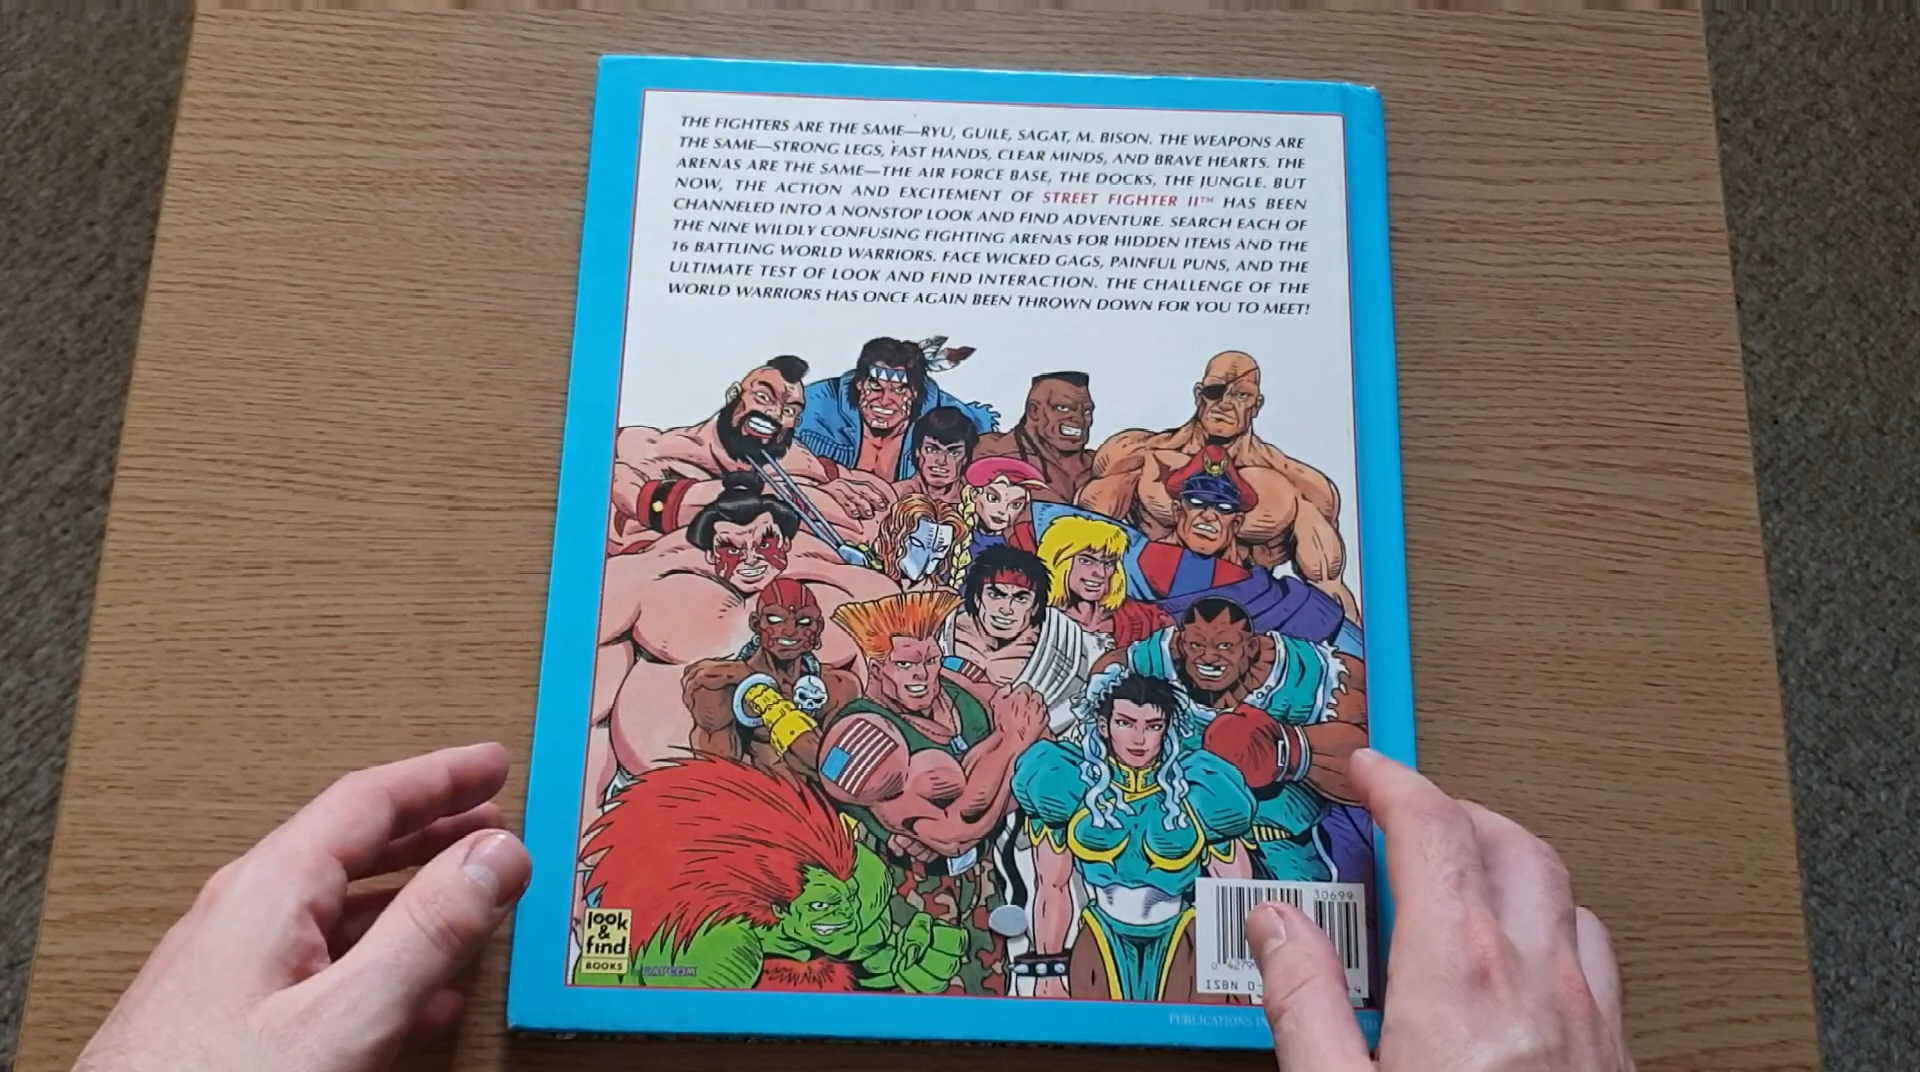 THE FIGHTERS ARE THE SAME—RYU, GUILE, SAGAT, M. BISON. THE WEAPONS ARE
THE SAME—STRONG LEGS, FAST HANDS, CLEAR MINDS, AND BRAVE HEARTS. THE
ARENAS ARE THE SAME—THE AIR FORCE BASE, THE DOCKS, THE JUNGLE. BUT
NOW, THE ACTION AND EXCITEMENT OF STREET FIGHTER II™ HAS BEEN
CHANNELED INTO A NONSTOP LOOK AND FIND ADVENTURE. SEARCH EACH OF
THE NINE WILDLY CONFUSING FIGHTING ARENAS FOR HIDDEN ITEMS AND THE
16 BATTLING WORLD WARRIORS. FACE WICKED GAGS, PAINFUL PUNS, AND THE
ULTIMATE TEST OF LOOK AND FIND INTERACTION. THE CHALLENGE OF THE
WORLD WARRIORS HAS ONCE AGAIN BEEN THROWN DOWN FOR YOU TO MEET!
look
&
find
BOOKS
CAPCOM
30699
ISBN 0-
PUBLICATIONS